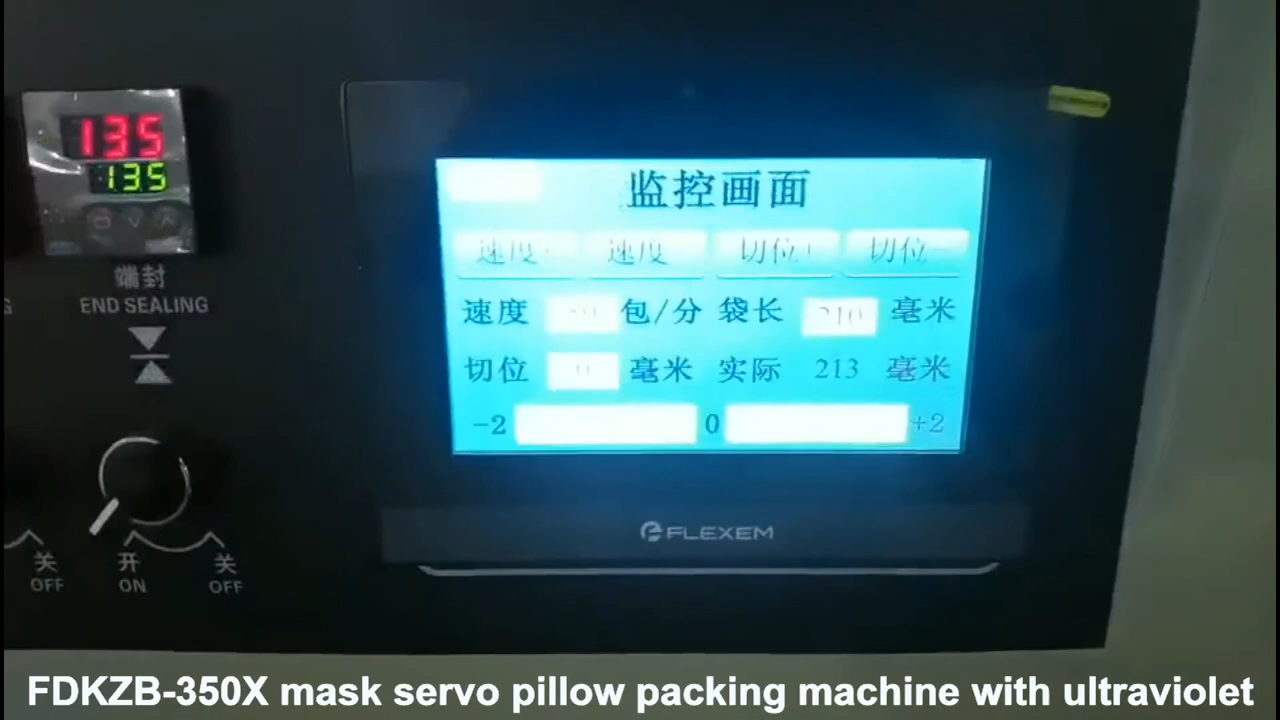 135
135
端封
END SEALING
关
OFF
开
ON
关
OFF
监控画面
速度+ 速度 切位+ 切位-
速度 包/分 袋长 210 毫米
切位 0 毫米 实际 213 毫米
-2 0 +2
FLEXEM
FDKZB-350X mask servo pillow packing machine with ultraviolet